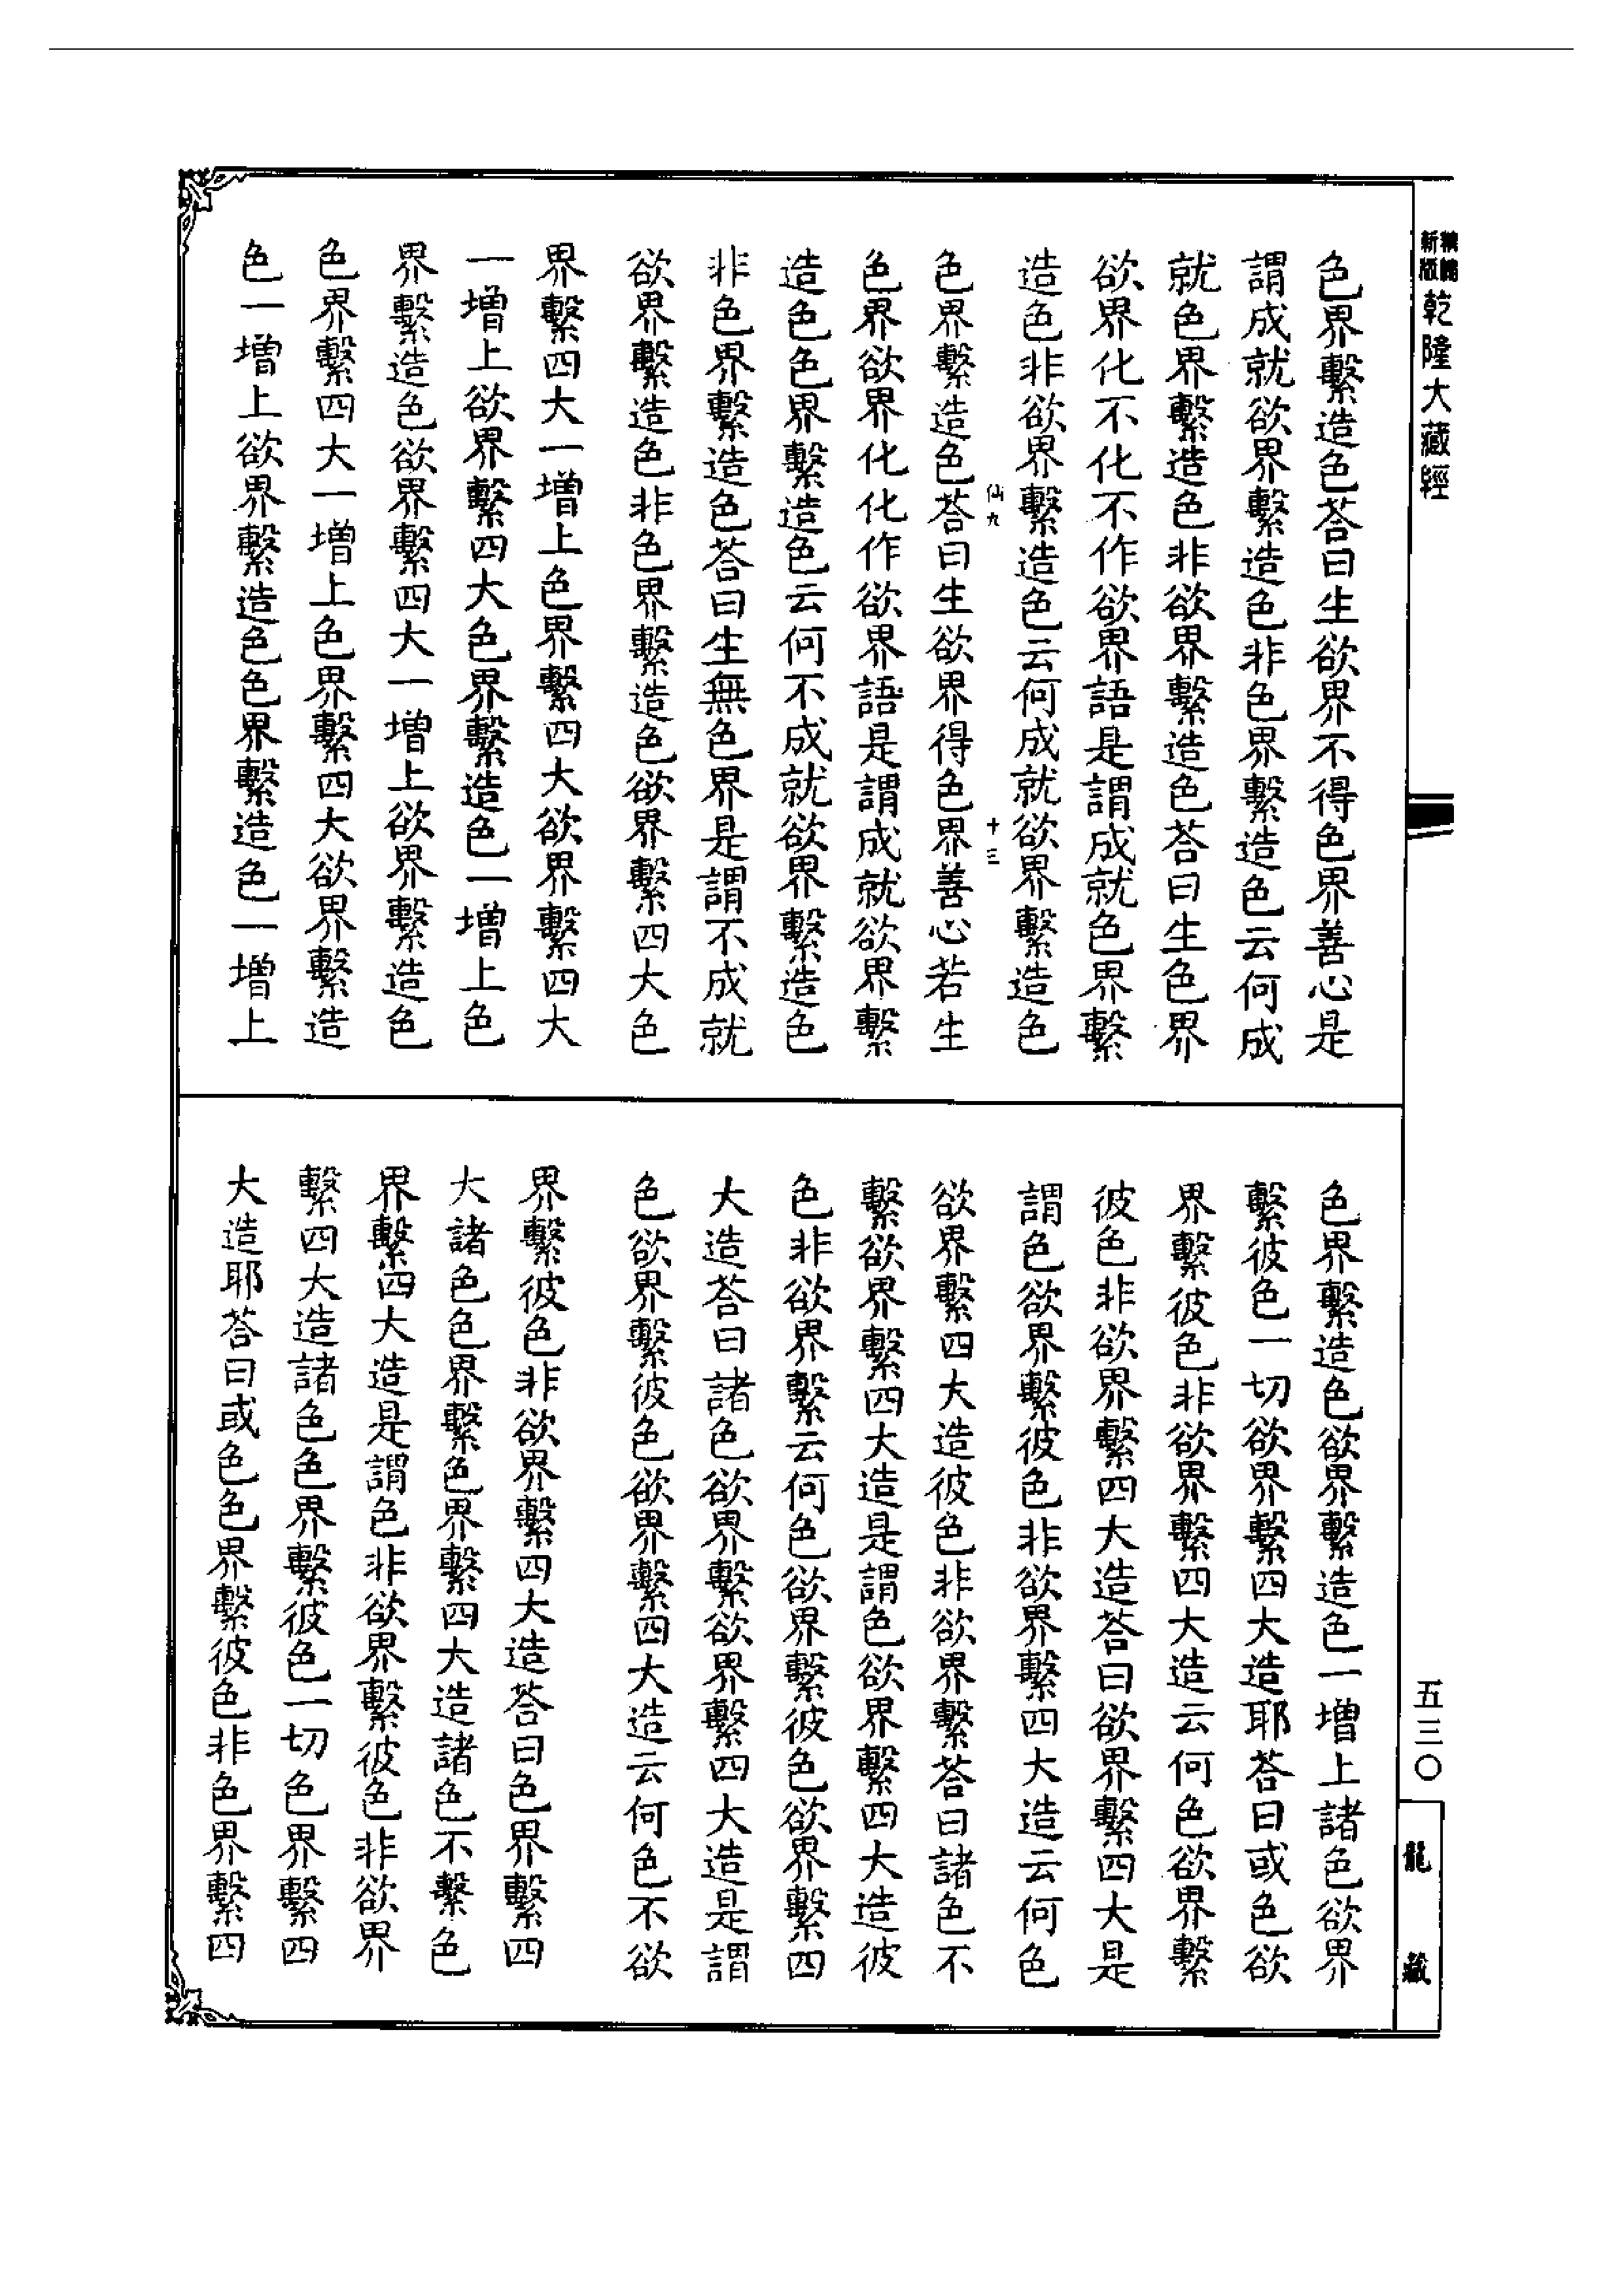 乾隆大藏經
色界繫造色荅曰生欲界不得色界善心是
謂成就欲界繫造色非色界繫造色云何成
就色界繫造色非欲界繫造色荅曰生色界
欲界化不化不作欲界語是謂成就色界繫
造色非欲界繫造色云何成就欲界繫造色
仙九
十三
色界繫造色荅曰生欲界得色界善心若生
色界欲界化化作欲界語是謂成就欲界繫
造色色界繫造色云何不成就欲界繫造色
非色界繫造色荅曰生無色界是謂不成就
欲界繫造色非色界繫造色欲界繫四大色
界繫四大一增上色界繫四大欲界繫四大
一增上欲界繫四大色界繫造色一增上色
界繫造色欲界繫四大一增上欲界繫造色
色界繫四大一增上色界繫四大欲界繫造
色一增上欲界繫造色色界繫造色一增上
色界繫造色欲界繫造色一增上諸色欲界
繫彼色一切欲界繫四大造耶荅曰或色欲
界繫彼色非欲界繫四大造云何色欲界繫
彼色非欲界繫四大造荅曰欲界繫四大是
謂色欲界繫彼色非欲界繫四大造云何色
欲界繫四大造彼色非欲界繫荅曰諸色不
繫欲界繫四大造是謂色欲界繫四大造彼
色非欲界繫云何色欲界繫彼色欲界繫四
大造荅曰諸色欲界繫欲界繫四大造是謂
色欲界繫彼色欲界繫四大造云何色不欲
界繫彼色非欲界繫四大造荅曰色界繫四
大諸色色界繫色界繫四大造諸色不繫色
界繫四大造是謂色非欲界繫彼色非欲界
繫四大造諸色色界繫彼色一切色界繫四
大造耶荅曰或色色界繫彼色非色界繫四
五三〇
龍藏